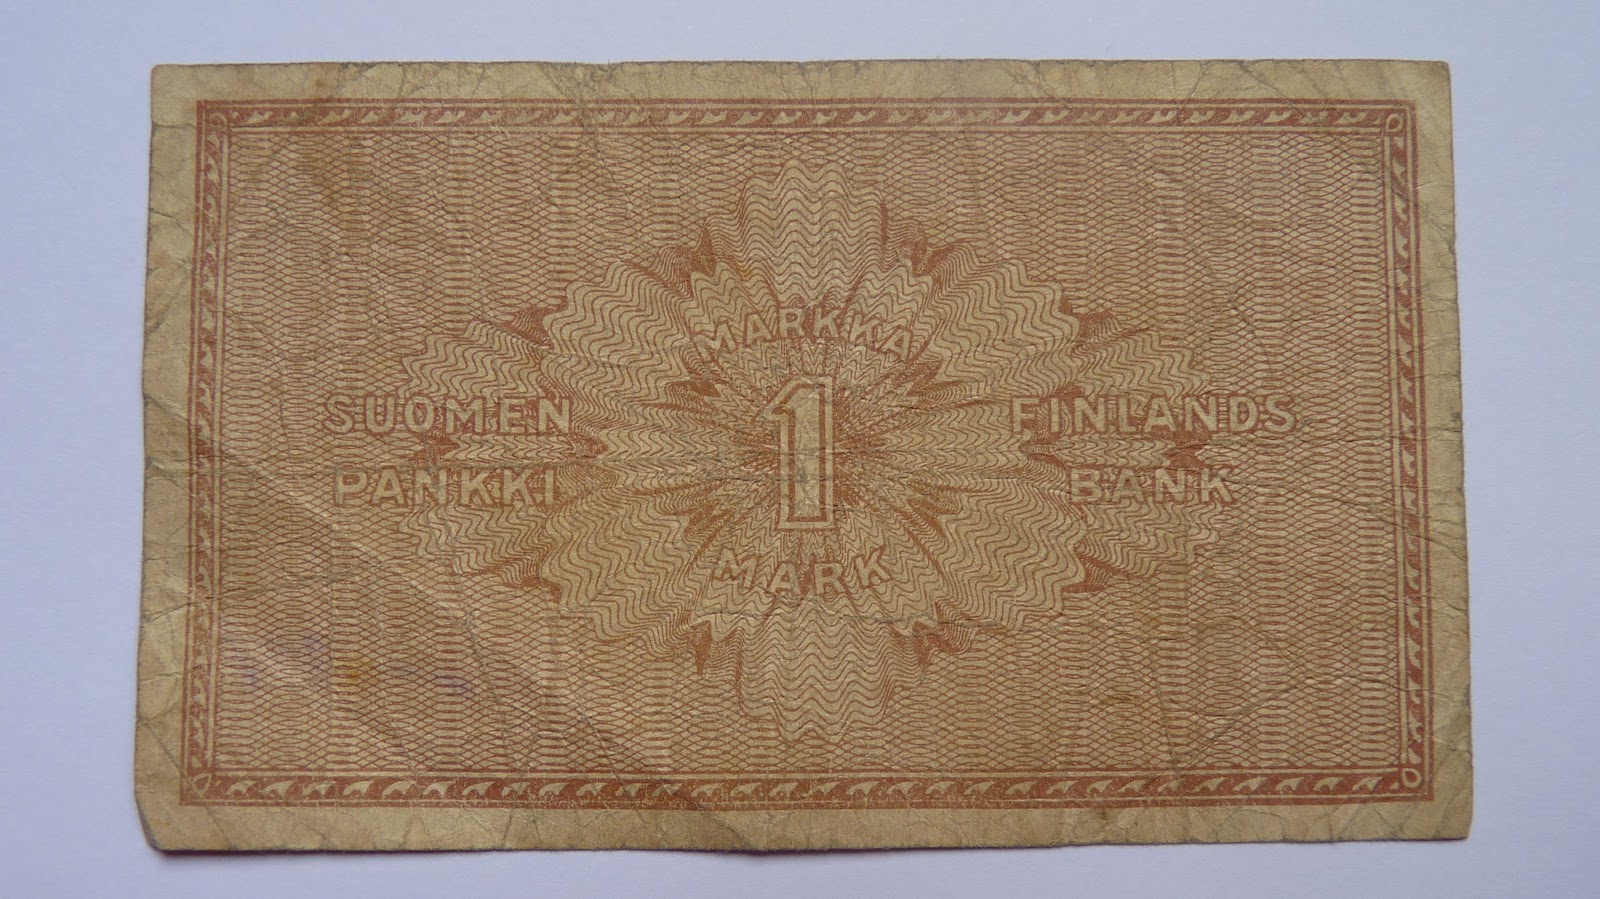 MARKKA
SUOMEN
PANKKI
1
FINLANDS
BANK
MARK